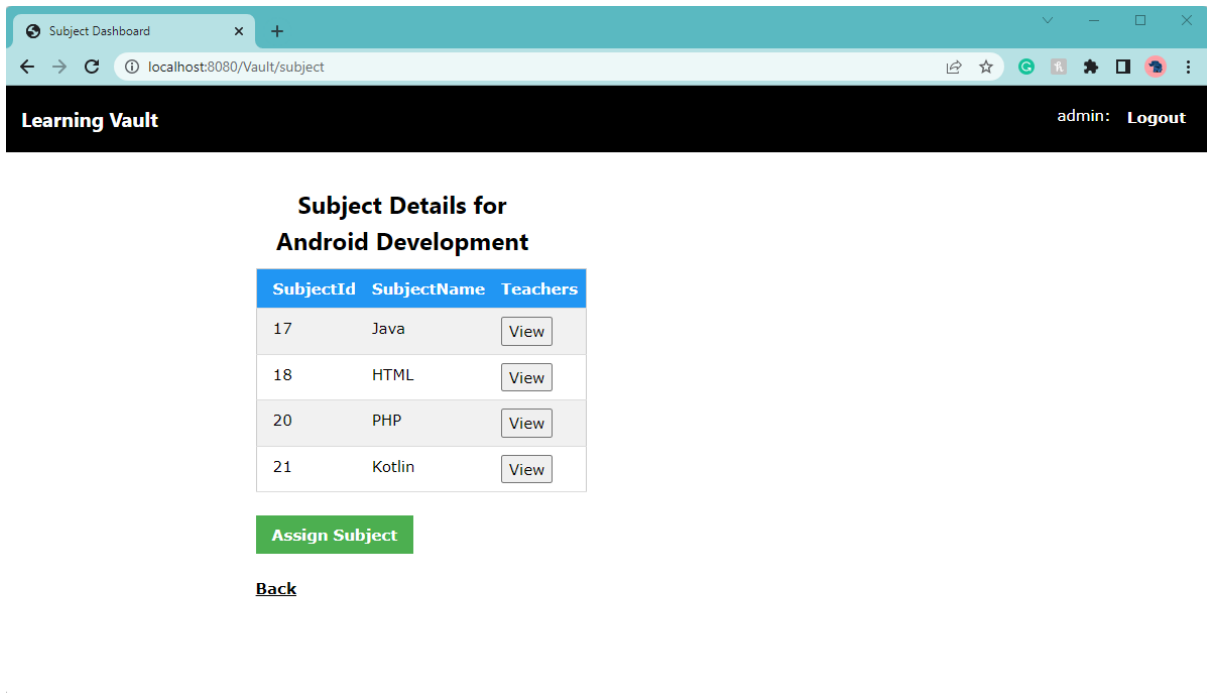 Subject Dashboard
localhost:8080/Vault/subject
Learning Vault admin: Logout
Subject Details for
Android Development
SubjectId SubjectName Teachers
17 Java View
18 HTML View
20 PHP View
21 Kotlin View
Assign Subject
Back